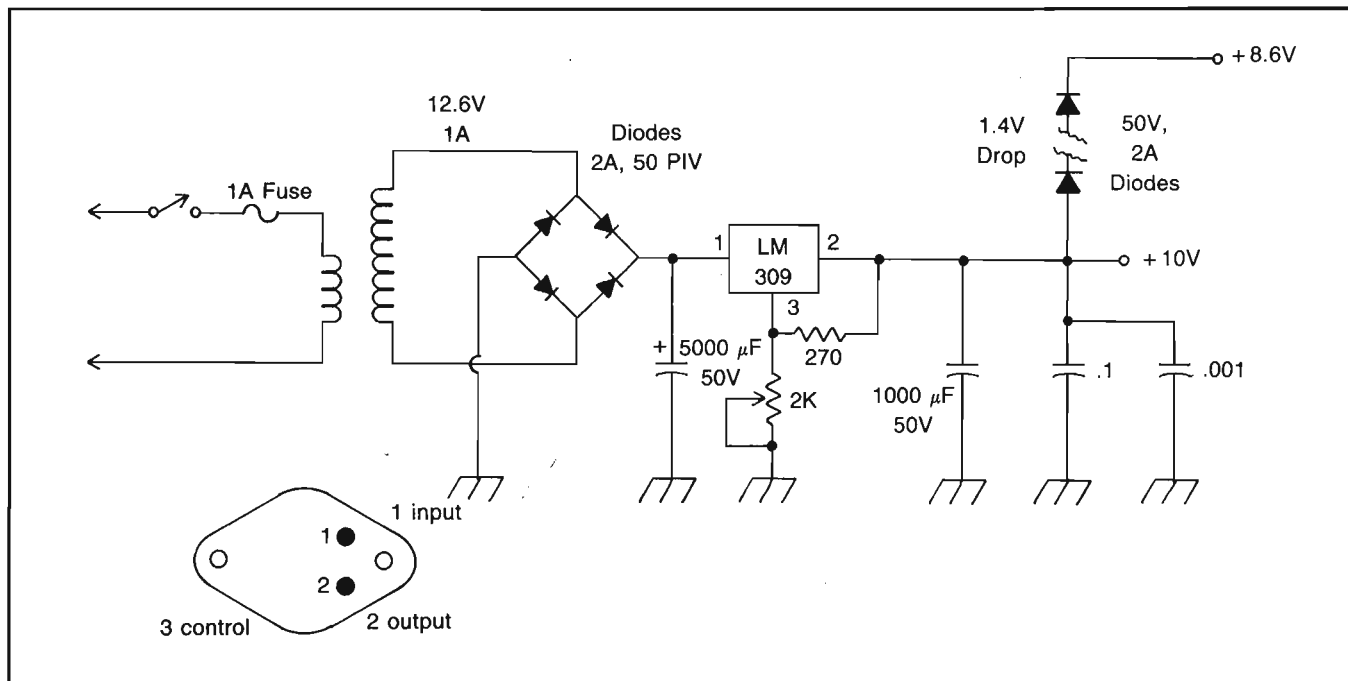 + 8.6V
12.6V
1A
Diodes
2A, 50 PIV
1.4V
Drop
50V,
2A
Diodes
1A Fuse
1
LM
309
2
3
+ 10V
270
+ 5000 μF
50V
2K
1000 μF
50V
.1
.001
1 input
1
2
3 control
2 output